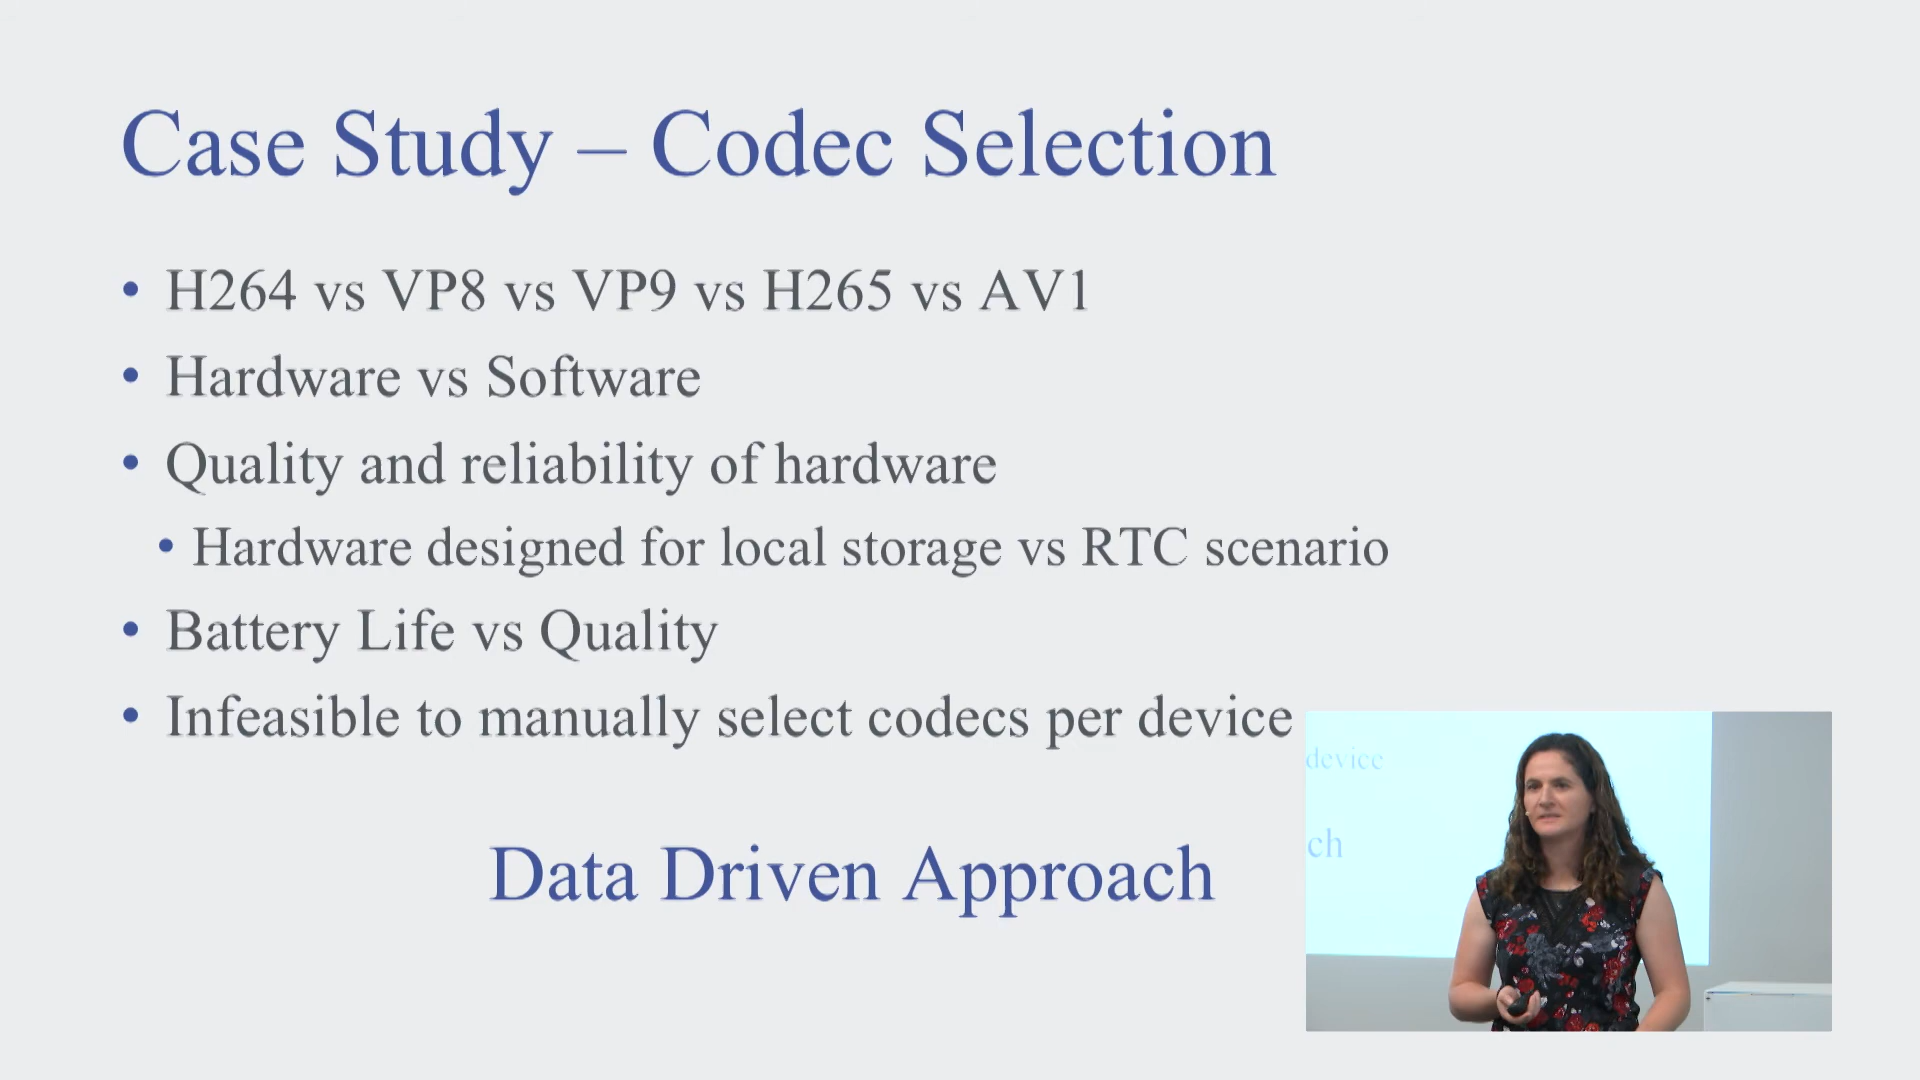 Case Study – Codec Selection
• H264 vs VP8 vs VP9 vs H265 vs AV1
• Hardware vs Software
• Quality and reliability of hardware
• Hardware designed for local storage vs RTC scenario
• Battery Life vs Quality
• Infeasible to manually select codecs per device
Data Driven Approach
device
ch